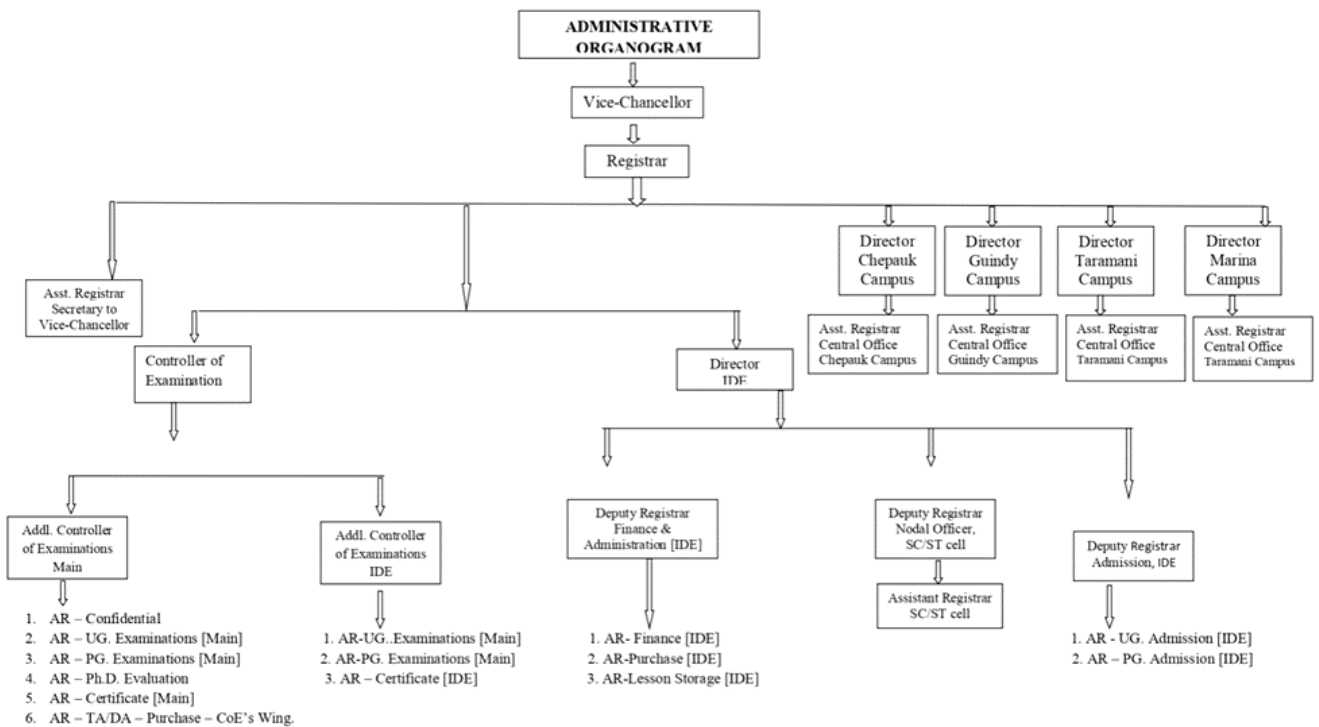 ADMINISTRATIVE
ORGANOGRAM
Vice-Chancellor
Registrar
Asst. Registrar
Secretary to
Vice-Chancellor
Director
Chepauk
Campus
Director
Guindy
Campus
Director
Taramani
Campus
Director
Marina
Campus
Asst. Registrar
Central Office
Chepauk Campus
Asst. Registrar
Central Office
Guindy Campus
Asst. Registrar
Central Office
Taramani Campus
Asst. Registrar
Central Office
Taramani Campus
Controller of
Examination
Director
IDE
Addl. Controller
of Examinations
Main
Addl. Controller
of Examinations
IDE
Deputy Registrar
Finance &
Administration [IDE]
Deputy Registrar
Nodal Officer,
SC/ST cell
Deputy Registrar
Admission, IDE
Assistant Registrar
SC/ST cell
1. AR – Confidential
2. AR – UG. Examinations [Main]
3. AR – PG. Examinations [Main]
4. AR – Ph.D. Evaluation
5. AR – Certificate [Main]
6. AR – TA/DA – Purchase – CoE's Wing.
1. AR-UG..Examinations [Main]
2. AR-PG. Examinations [Main]
3. AR – Certificate [IDE]
1. AR- Finance [IDE]
2. AR-Purchase [IDE]
3. AR-Lesson Storage [IDE]
1. AR - UG. Admission [IDE]
2. AR – PG. Admission [IDE]